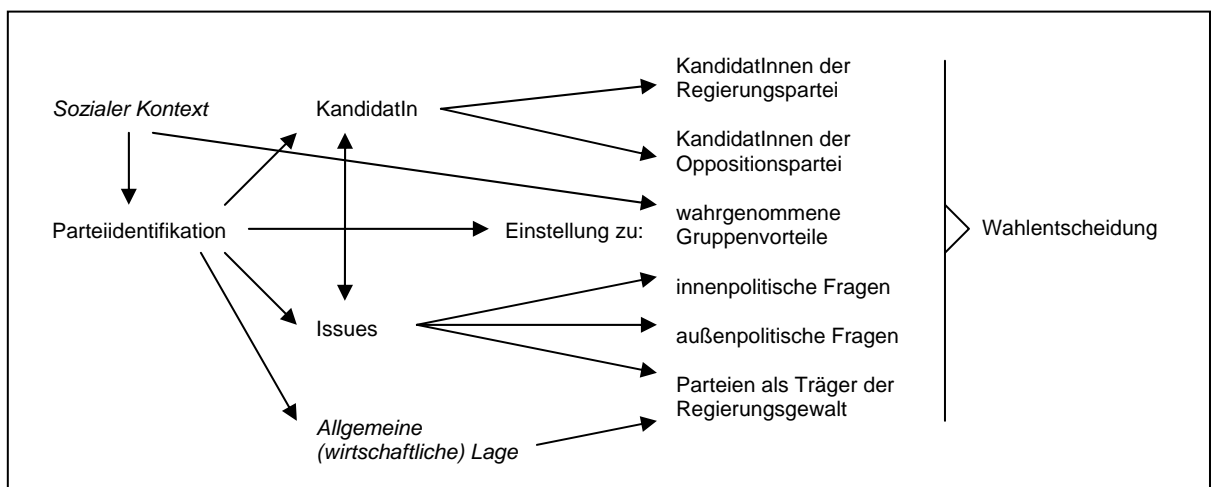 Sozialer Kontext
Parteiidentifikation
KandidatIn
Issues
Allgemeine
(wirtschaftliche) Lage
Einstellung zu:
KandidatInnen der
Regierungspartei
KandidatInnen der
Oppositionspartei
wahrgenommene
Gruppenvorteile
innenpolitische Fragen
außenpolitische Fragen
Parteien als Träger der
Regierungsgewalt
Wahlentscheidung